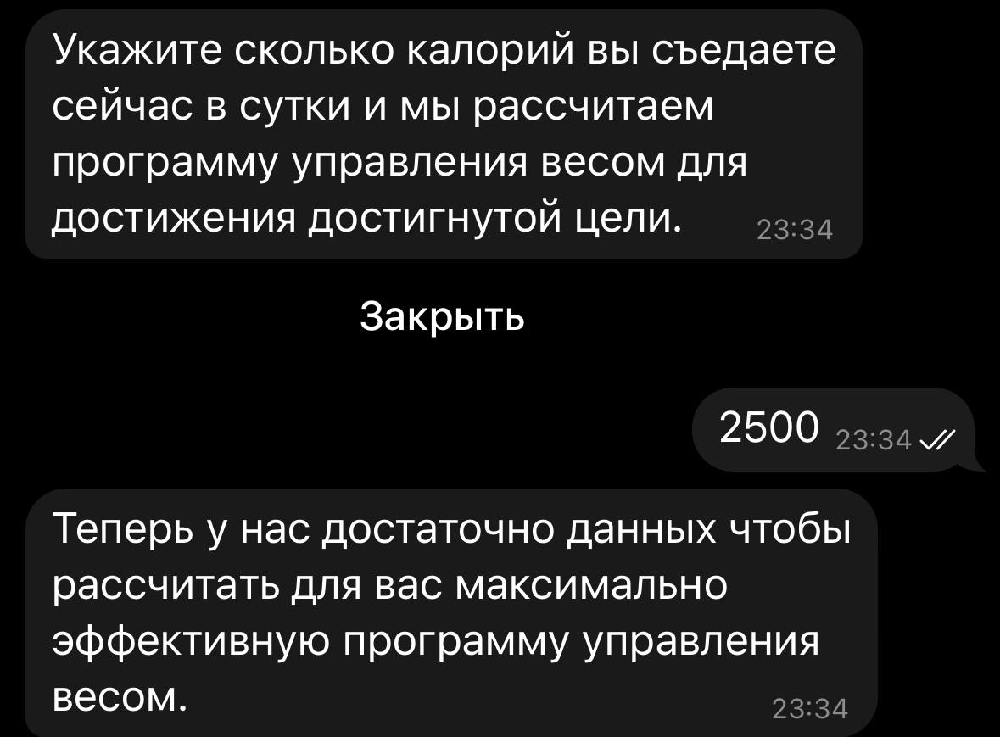 Укажите сколько калорий вы съедаете
сейчас в сутки и мы рассчитаем
программу управления весом для
достижения достигнутой цели.
23:34
Закрыть
2500 23:34
Теперь у нас достаточно данных чтобы
рассчитать для вас максимально
эффективную программу управления
весом.
23:34